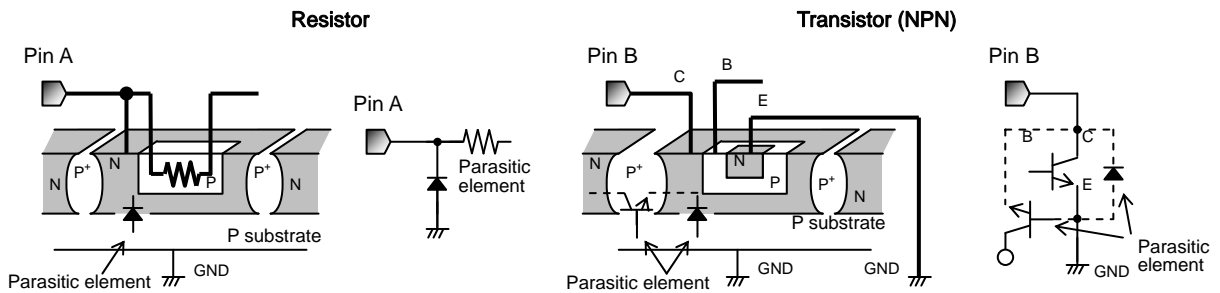 Resistor
Pin A
N
P+
N
P
P+
N
P substrate
Parasitic element
GND
Pin A
Parasitic
element
Transistor (NPN)
Pin B
C
B
E
N
P+
N
P
P+
N
P substrate
Parasitic element
GND
GND
Pin B
B
C
E
GND
Parasitic
element